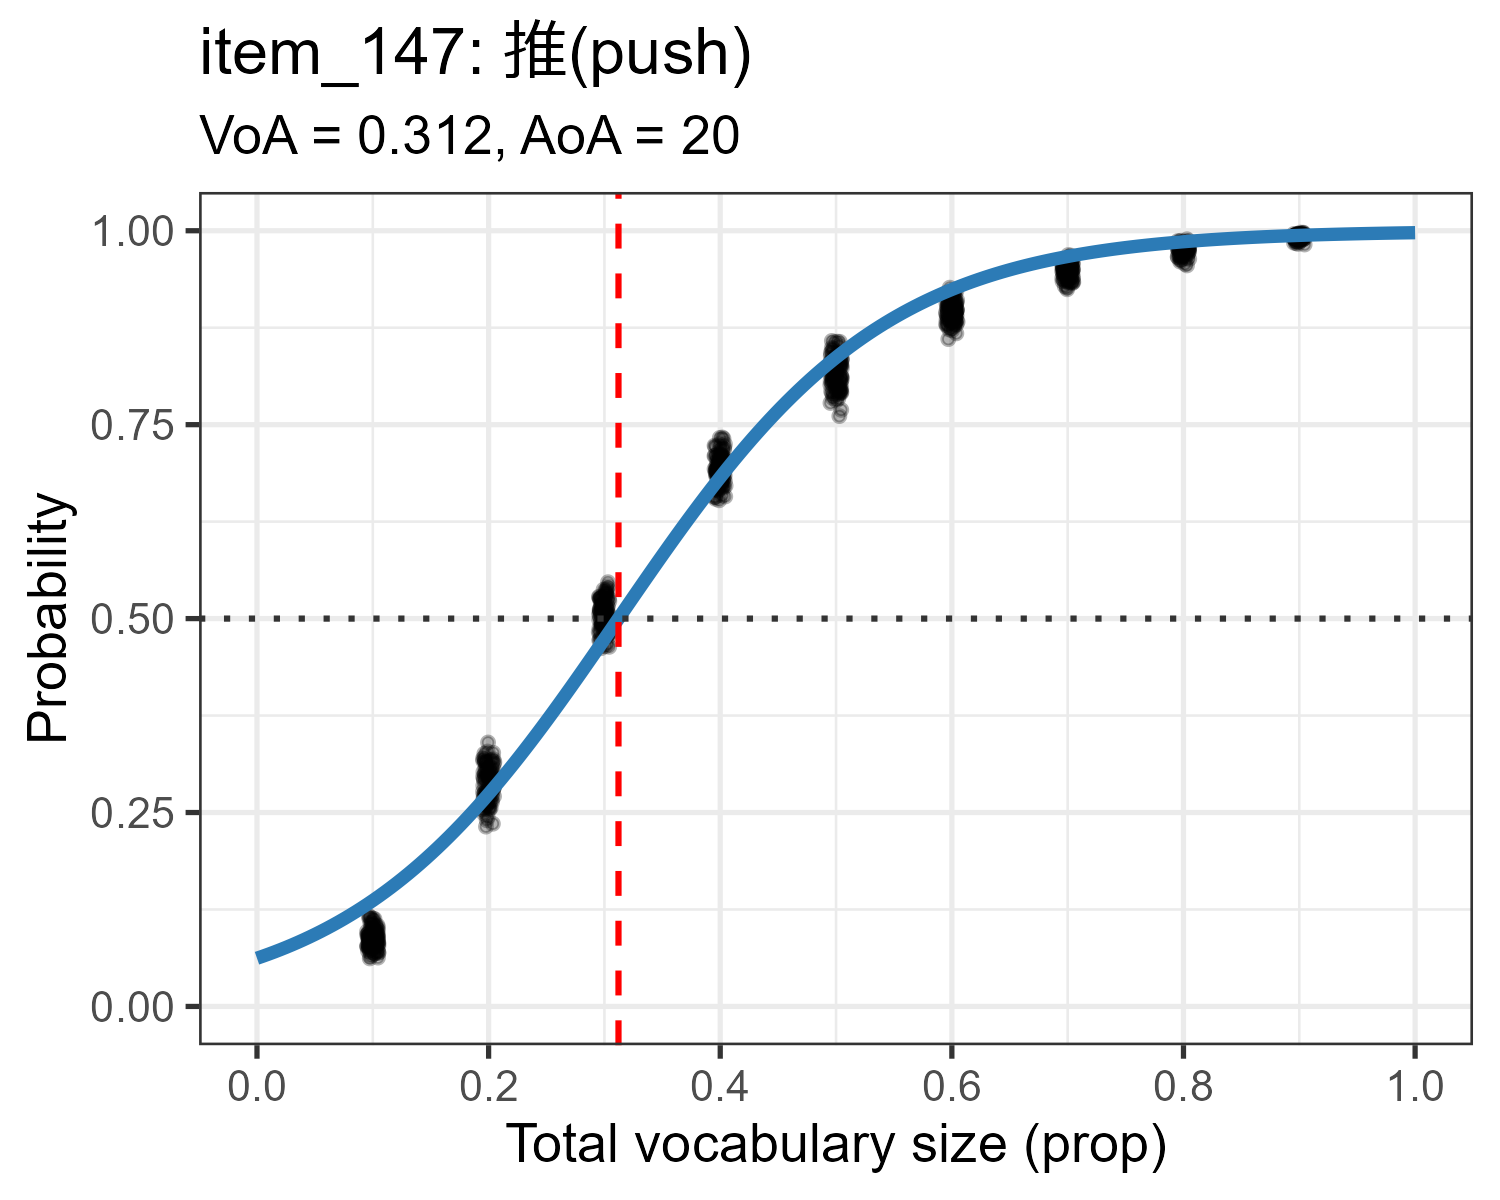 item_147: 推(push)
VoA = 0.312, AoA = 20
1.00
0.75
0.50
0.25
0.00
Probability
0.0 0.2 0.4 0.6 0.8 1.0
Total vocabulary size (prop)